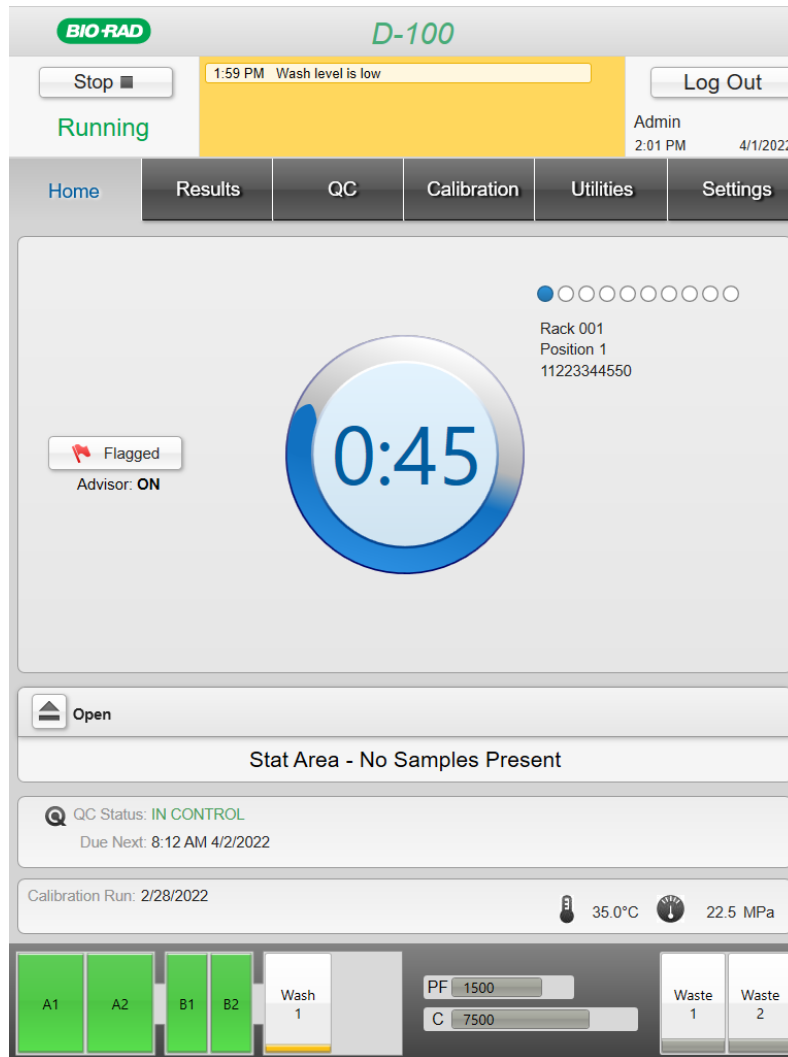 BIO-RAD
D-100
Stop
1:59 PM Wash level is low
Log Out
Running
Admin
2:01 PM 4/1/2022
Home Results QC Calibration Utilities Settings
Rack 001
Position 1
11223344550
0:45
Flagged
Advisor: ON
Open
Stat Area - No Samples Present
QC Status: IN CONTROL
Due Next: 8:12 AM 4/2/2022
Calibration Run: 2/28/2022
35.0°C 22.5 MPa
A1 A2 B1 B2
Wash
1
PF 1500
C 7500
Waste
1
Waste
2